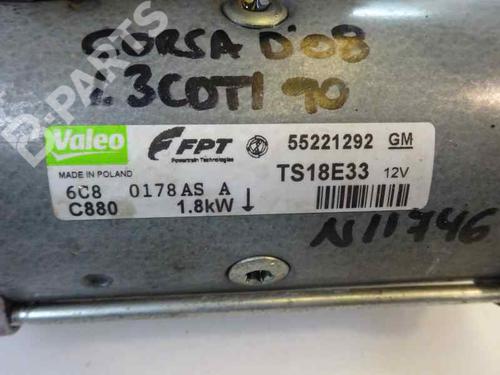 CORSA D'08
1.3CDTI 90
Valeo FPT 55221292 GM
Powertrain Technologies
MADE IN POLAND TS18E33 12V
6C8 0178AS A
C880 1.8kW ↓
N11746
D-PARTS